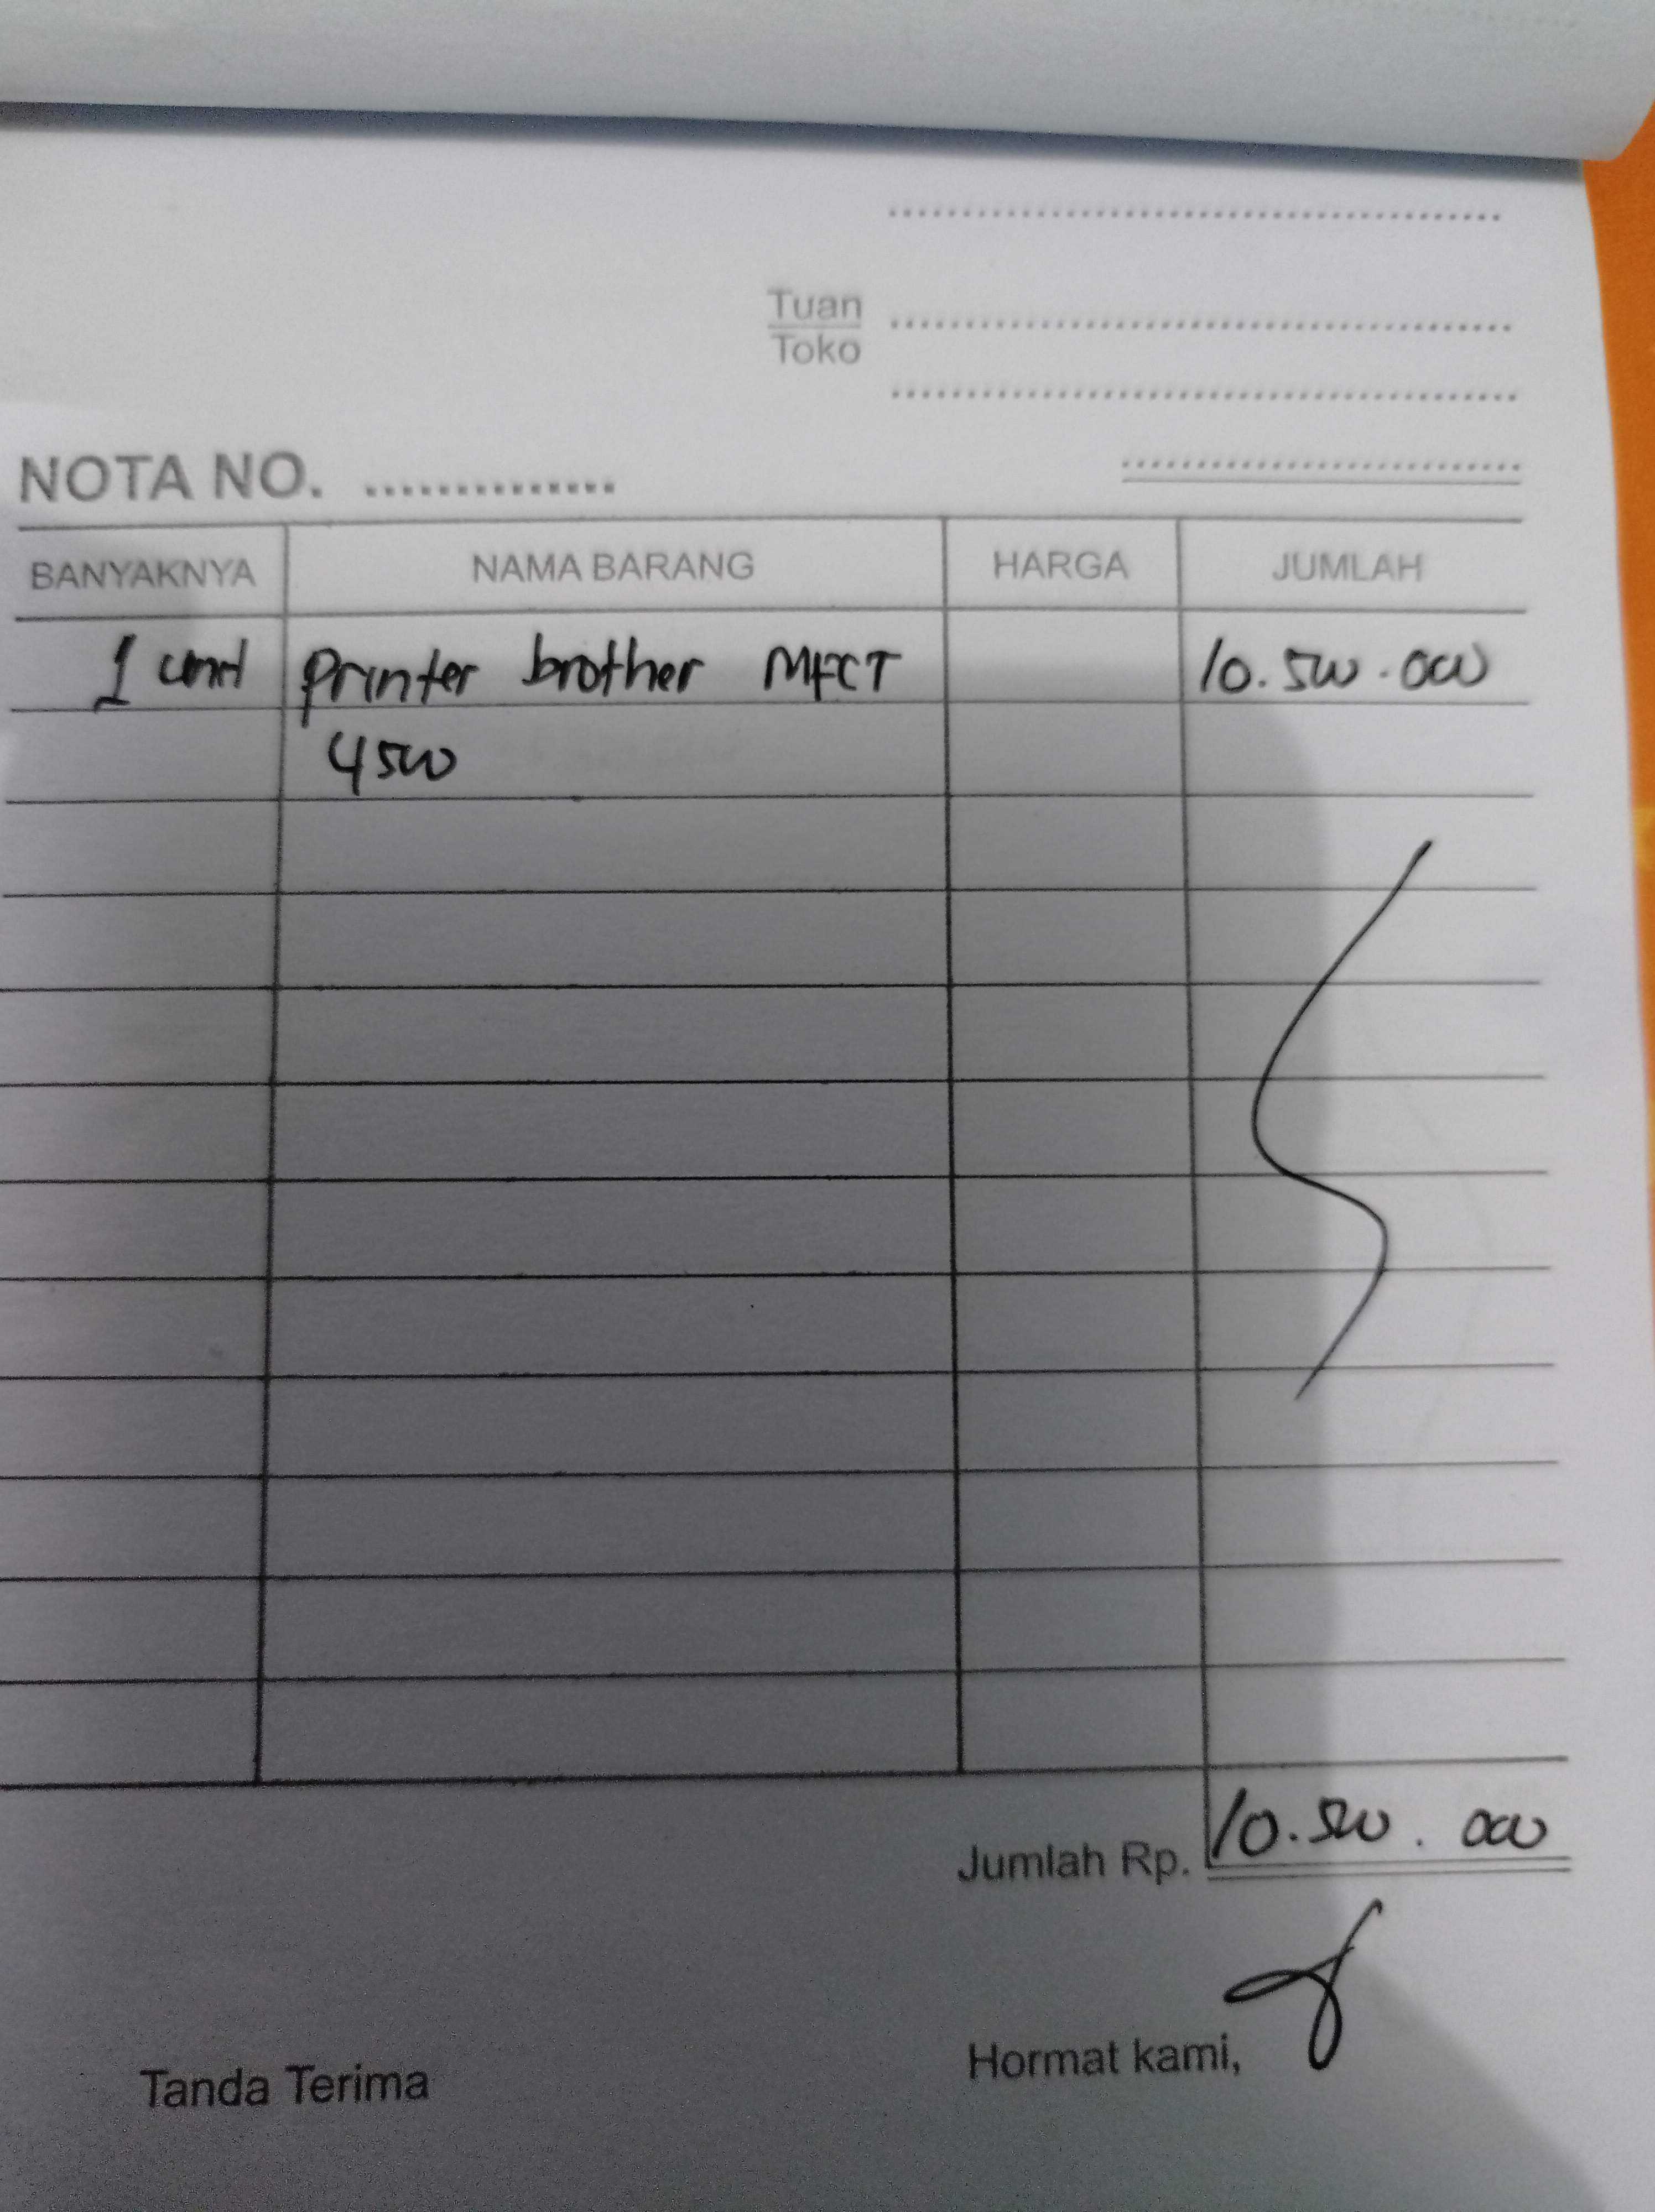 Tuan
Toko
NOTA NO. ..............
BANYAKNYA NAMA BARANG HARGA JUMLAH
1 unit Printer brother MFCT 10.500.000
4500
Jumlah Rp. 10.500.000
Hormat kami,
Tanda Terima